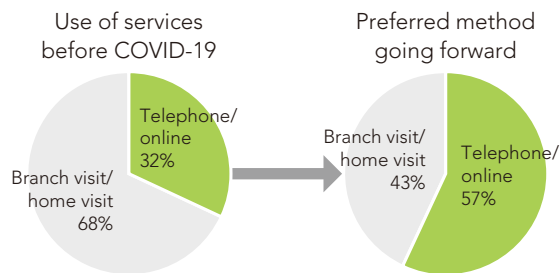 Use of services
before COVID-19
Telephone/
online
32%
Branch visit/
home visit
68%
Preferred method
going forward
Branch visit/
home visit
43%
Telephone/
online
57%